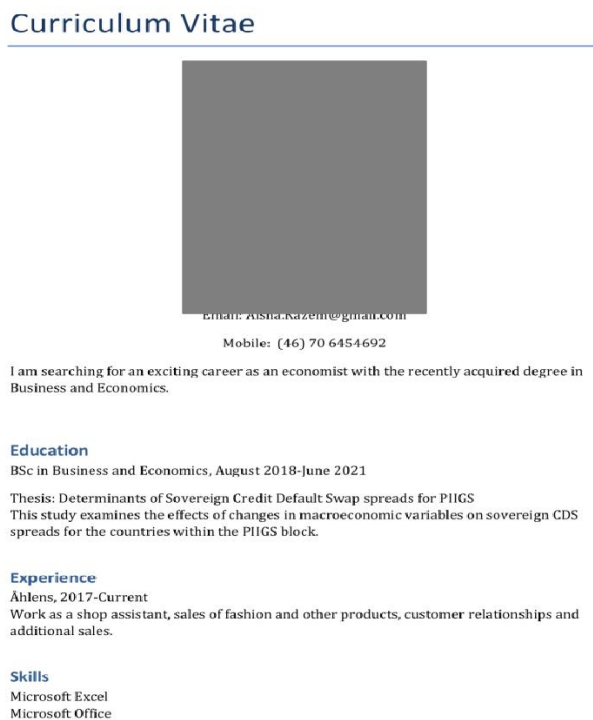 Curriculum Vitae
Email: Aisha.Kazemi@gmail.com
Mobile: (46) 70 6454692
I am searching for an exciting career as an economist with the recently acquired degree in
Business and Economics.
Education
BSc in Business and Economics, August 2018-June 2021
Thesis: Determinants of Sovereign Credit Default Swap spreads for PIIGS
This study examines the effects of changes in macroeconomic variables on sovereign CDS
spreads for the countries within the PIIGS block.
Experience
Åhlens, 2017-Current
Work as a shop assistant, sales of fashion and other products, customer relationships and
additional sales.
Skills
Microsoft Excel
Microsoft Office